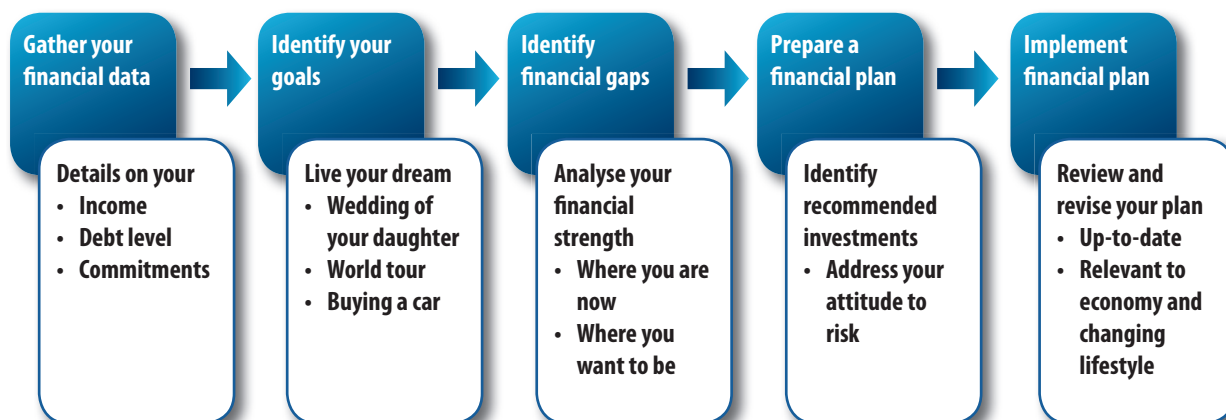 Gather your
financial data
Details on your
• Income
• Debt level
• Commitments
Identify your
goals
Live your dream
• Wedding of
your daughter
• World tour
• Buying a car
Identify
financial gaps
Analyse your
financial
strength
• Where you are
now
• Where you
want to be
Prepare a
financial plan
Identify
recommended
investments
• Address your
attitude to
risk
Implement
financial plan
Review and
revise your plan
• Up-to-date
• Relevant to
economy and
changing
lifestyle